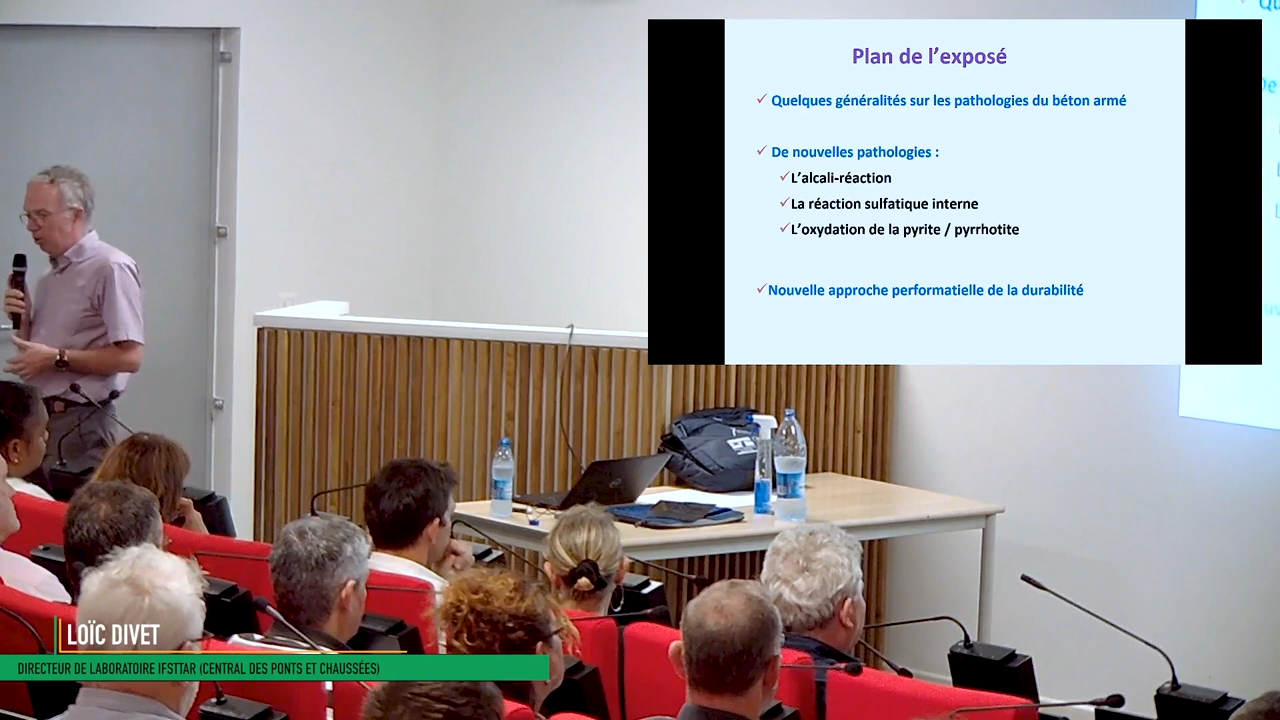 Plan de l'exposé
✓ Quelques généralités sur les pathologies du béton armé
✓ De nouvelles pathologies :
✓L'alcali-réaction
✓La réaction sulfatique interne
✓L'oxydation de la pyrite / pyrrhotite
✓Nouvelle approche performatielle de la durabilité
LOÏC DIVET
DIRECTEUR DE LABORATOIRE IFSTTAR (CENTRAL DES PONTS ET CHAUSSÉES)